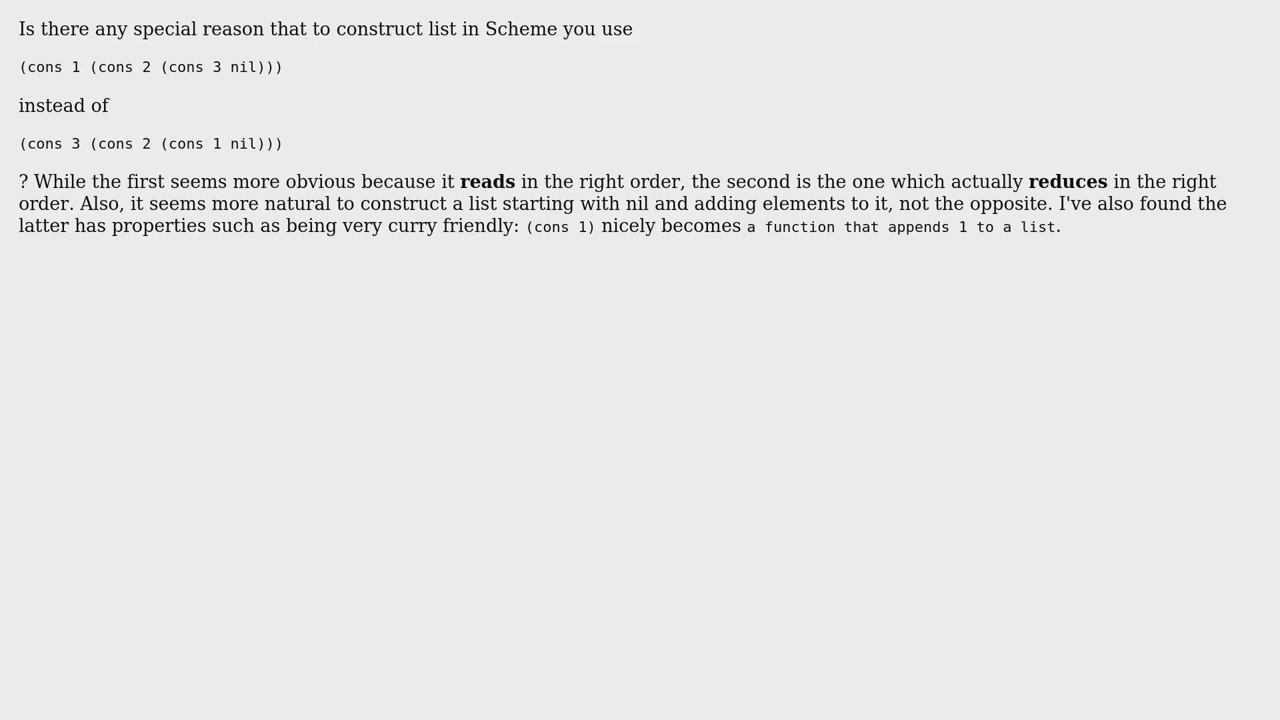 Is there any special reason that to construct list in Scheme you use
(cons 1 (cons 2 (cons 3 nil)))
instead of
(cons 3 (cons 2 (cons 1 nil)))
? While the first seems more obvious because it reads in the right order, the second is the one which actually reduces in the right
order. Also, it seems more natural to construct a list starting with nil and adding elements to it, not the opposite. I've also found the
latter has properties such as being very curry friendly: (cons 1) nicely becomes a function that appends 1 to a list.